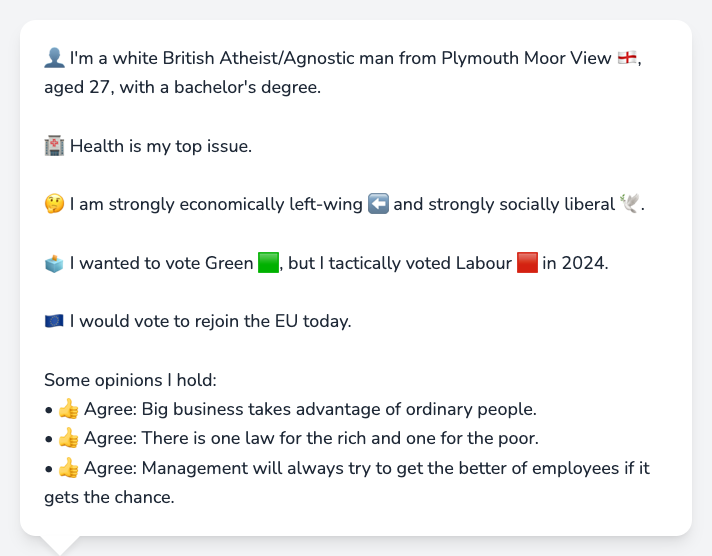 👤 I'm a white British Atheist/Agnostic man from Plymouth Moor View 🏴󠁧󠁢󠁥󠁮󠁧󠁿,
aged 27, with a bachelor's degree.
🏥 Health is my top issue.
🤔 I am strongly economically left-wing ⬅️ and strongly socially liberal 🕊️.
🗳️ I wanted to vote Green 🟩, but I tactically voted Labour 🟥 in 2024.
🇪🇺 I would vote to rejoin the EU today.
Some opinions I hold:
• 👍 Agree: Big business takes advantage of ordinary people.
• 👍 Agree: There is one law for the rich and one for the poor.
• 👍 Agree: Management will always try to get the better of employees if it
gets the chance.